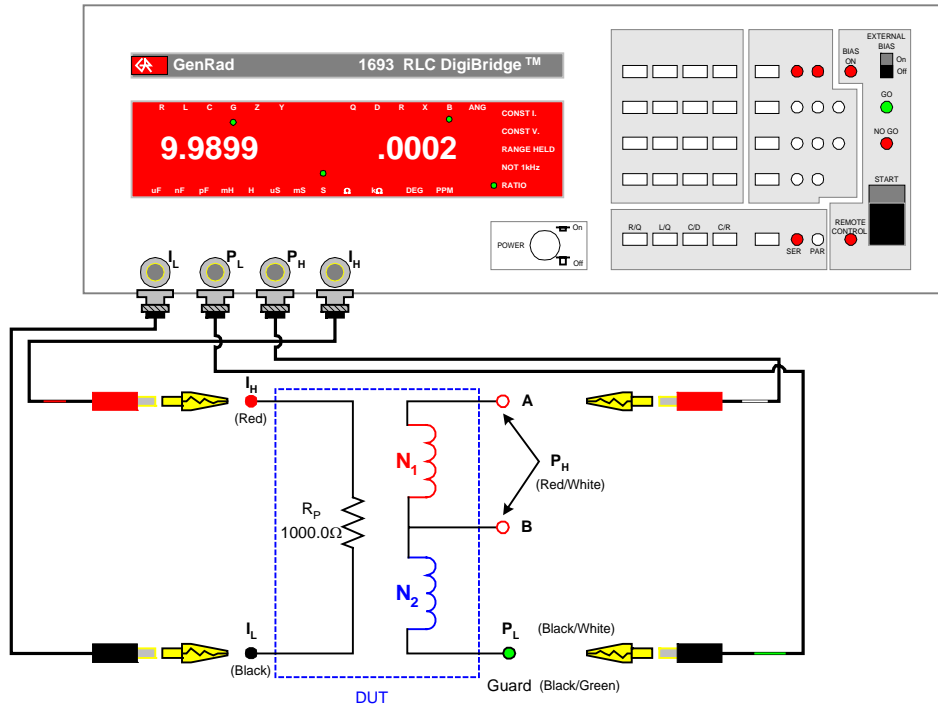 GenRad 1693 RLC DigiBridge TM
R L C G Z Y Q D R X B ANG
CONST I.
CONST V.
9.9899 .0002
RANGE HELD
NOT 1kHz
RATIO
uF nF pF mH H uS mS S Ω kΩ DEG PPM
EXTERNAL
BIAS
On
Off
BIAS
ON
GO
NO GO
START
REMOTE
CONTROL
R/Q L/Q C/D C/R
SER PAR
POWER
On
Off
IL PL PH IH
IH
(Red)
A
N1
PH
(Red/White)
RP
1000.0Ω
B
N2
IL
(Black)
PL (Black/White)
Guard (Black/Green)
DUT